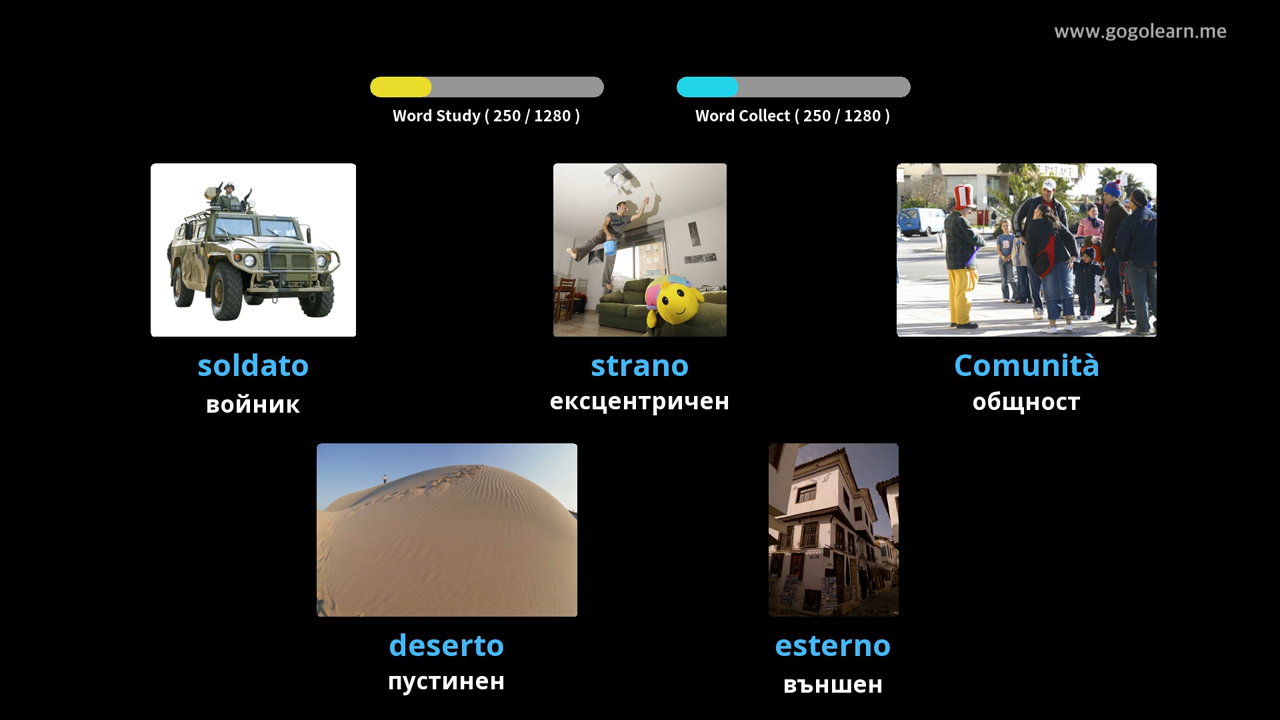 www.gogolearn.me
Word Study ( 250 / 1280 )
Word Collect ( 250 / 1280 )
soldato
войник
strano
ексцентричен
Comunità
общност
deserto
пустинен
esterno
външен